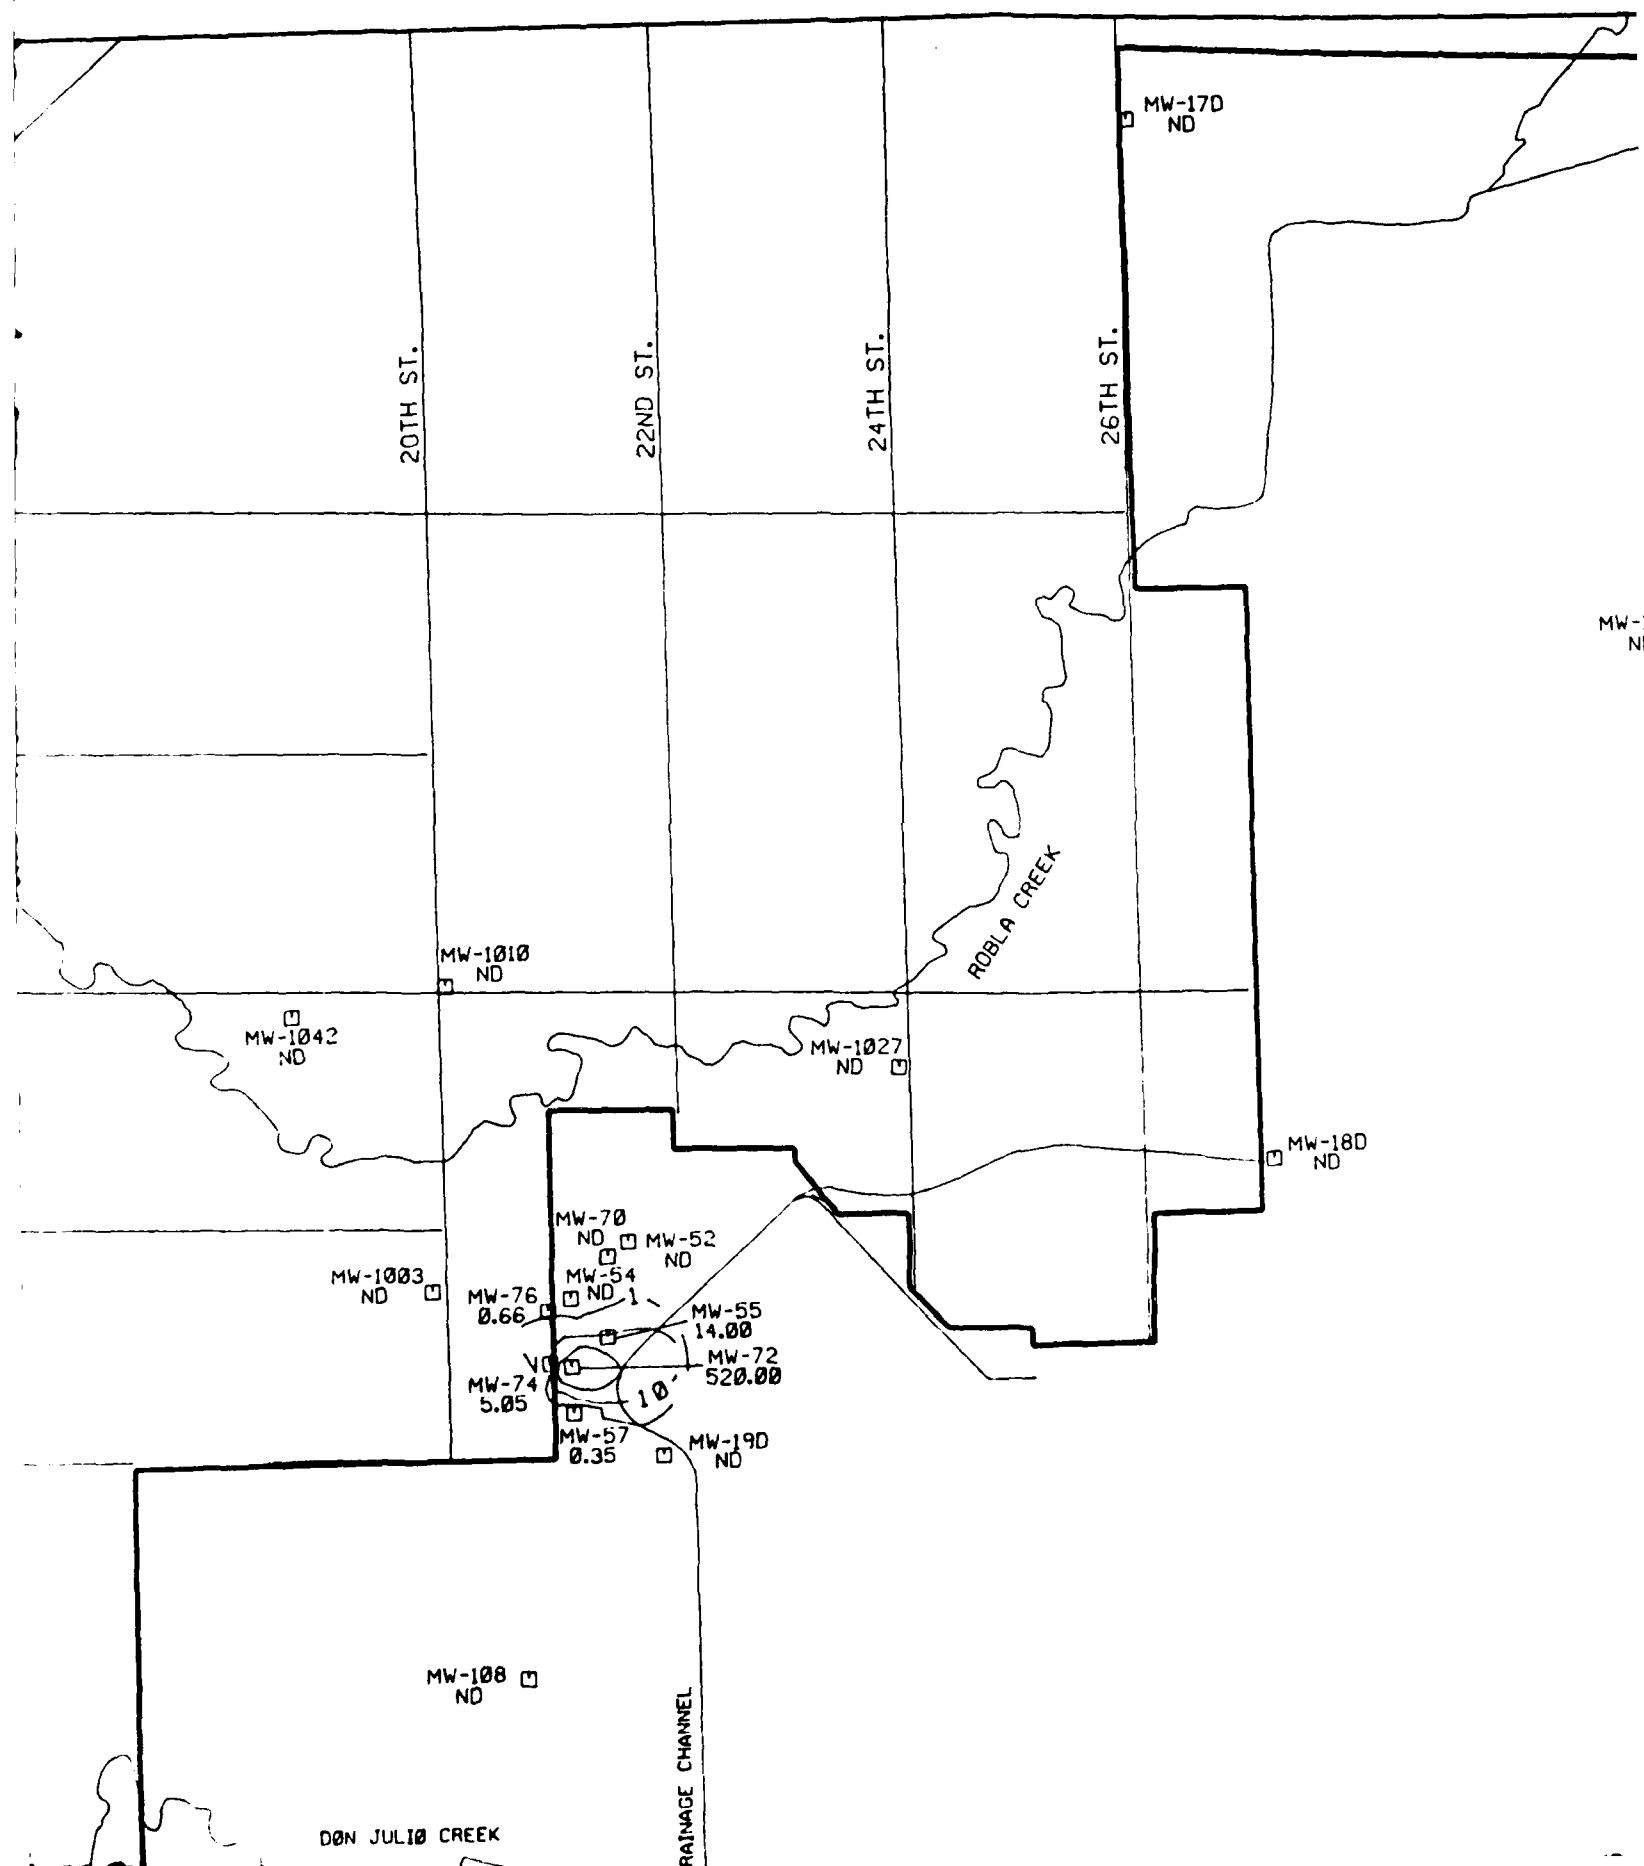 MW-17D
ND
20TH ST.
22ND ST.
24TH ST.
26TH ST.
ROBLA CREEK
MW-1010
ND
MW-1042
ND
MW-1027
ND
MW-18D
ND
MW-70
ND
MW-52
ND
MW-1003
ND
MW-54
ND
MW-76
0.66
1
MW-55
14.00
MW-72
520.00
MW-74
5.05
10
MW-57
0.35
MW-19D
ND
MW-108
ND
RAINAGE CHANNEL
DØN JULIØ CREEK